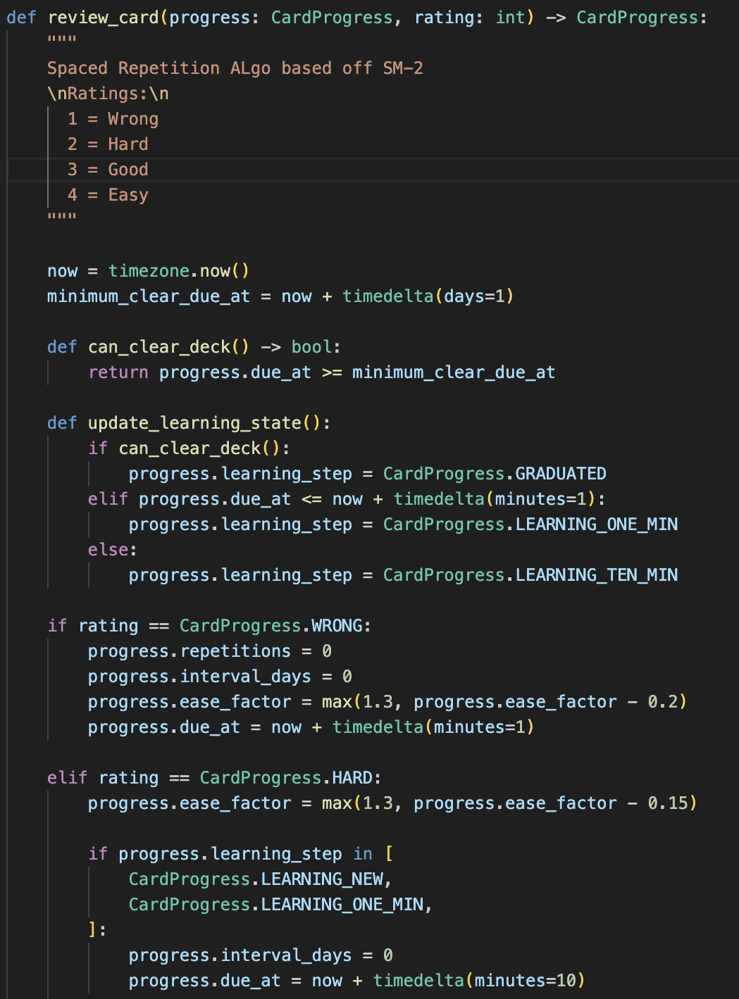 def review_card(progress: CardProgress, rating: int) -> CardProgress:
    """
    Spaced Repetition ALgo based off SM-2
    \nRatings:\n
      1 = Wrong
      2 = Hard
      3 = Good
      4 = Easy
    """

    now = timezone.now()
    minimum_clear_due_at = now + timedelta(days=1)

    def can_clear_deck() -> bool:
        return progress.due_at >= minimum_clear_due_at

    def update_learning_state():
        if can_clear_deck():
            progress.learning_step = CardProgress.GRADUATED
        elif progress.due_at <= now + timedelta(minutes=1):
            progress.learning_step = CardProgress.LEARNING_ONE_MIN
        else:
            progress.learning_step = CardProgress.LEARNING_TEN_MIN

    if rating == CardProgress.WRONG:
        progress.repetitions = 0
        progress.interval_days = 0
        progress.ease_factor = max(1.3, progress.ease_factor - 0.2)
        progress.due_at = now + timedelta(minutes=1)

    elif rating == CardProgress.HARD:
        progress.ease_factor = max(1.3, progress.ease_factor - 0.15)

        if progress.learning_step in [
            CardProgress.LEARNING_NEW,
            CardProgress.LEARNING_ONE_MIN,
        ]:
            progress.interval_days = 0
            progress.due_at = now + timedelta(minutes=10)